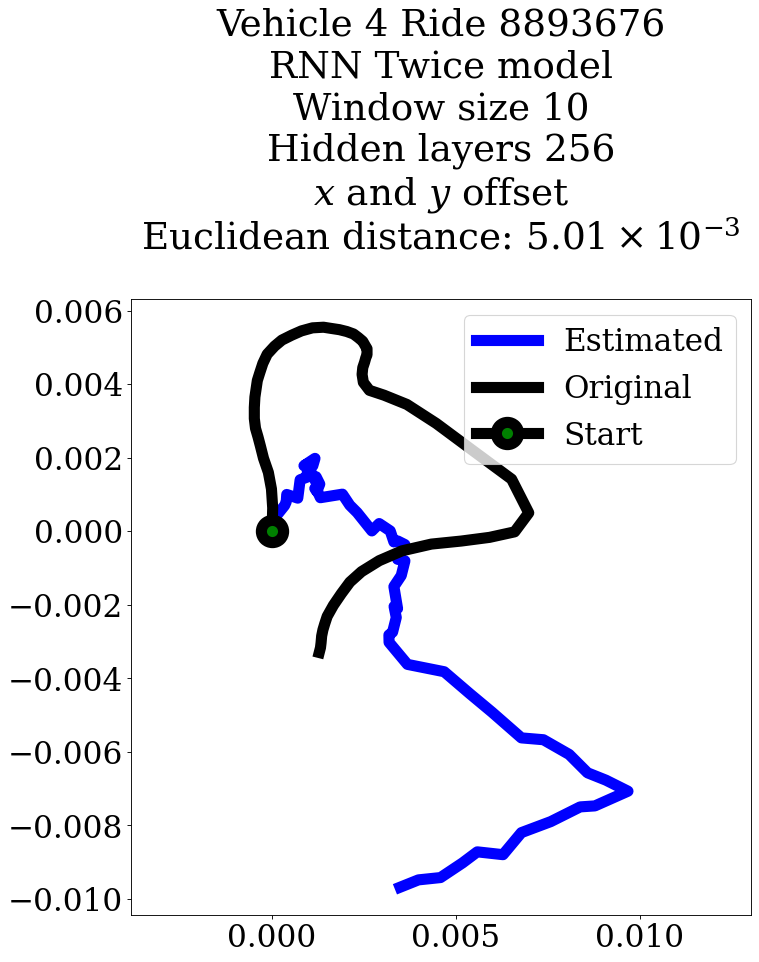 Vehicle 4 Ride 8893676
RNN Twice model
Window size 10
Hidden layers 256
x and y offset
Euclidean distance: 5.01 × 10⁻³
0.006
0.004
0.002
0.000
−0.002
−0.004
−0.006
−0.008
−0.010
Estimated
Original
Start
0.000 0.005 0.010